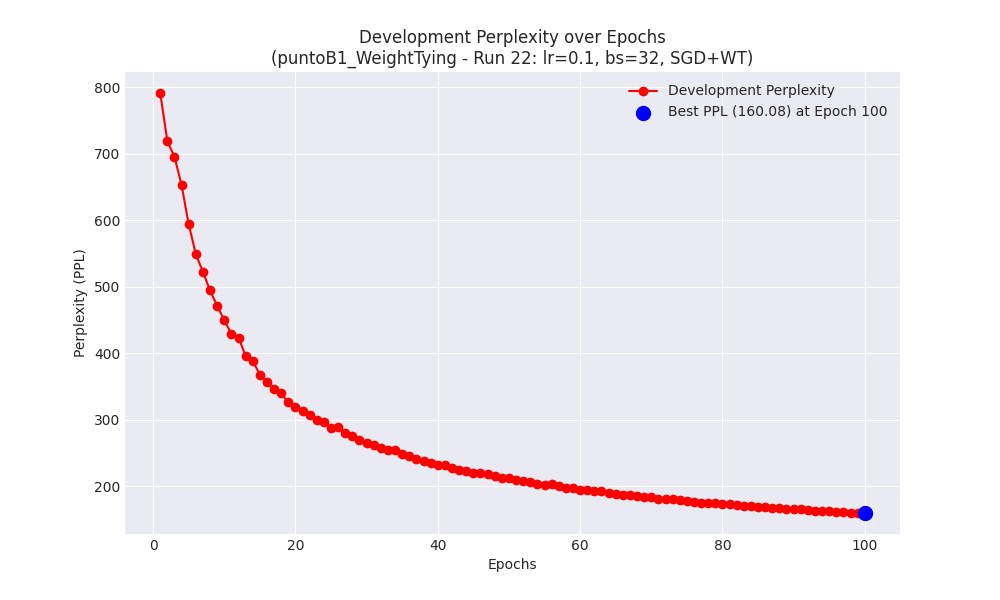 Development Perplexity over Epochs
(puntoB1_WeightTying - Run 22: lr=0.1, bs=32, SGD+WT)
Development Perplexity
Best PPL (160.08) at Epoch 100
Perplexity (PPL)
800
700
600
500
400
300
200
0 20 40 60 80 100
Epochs